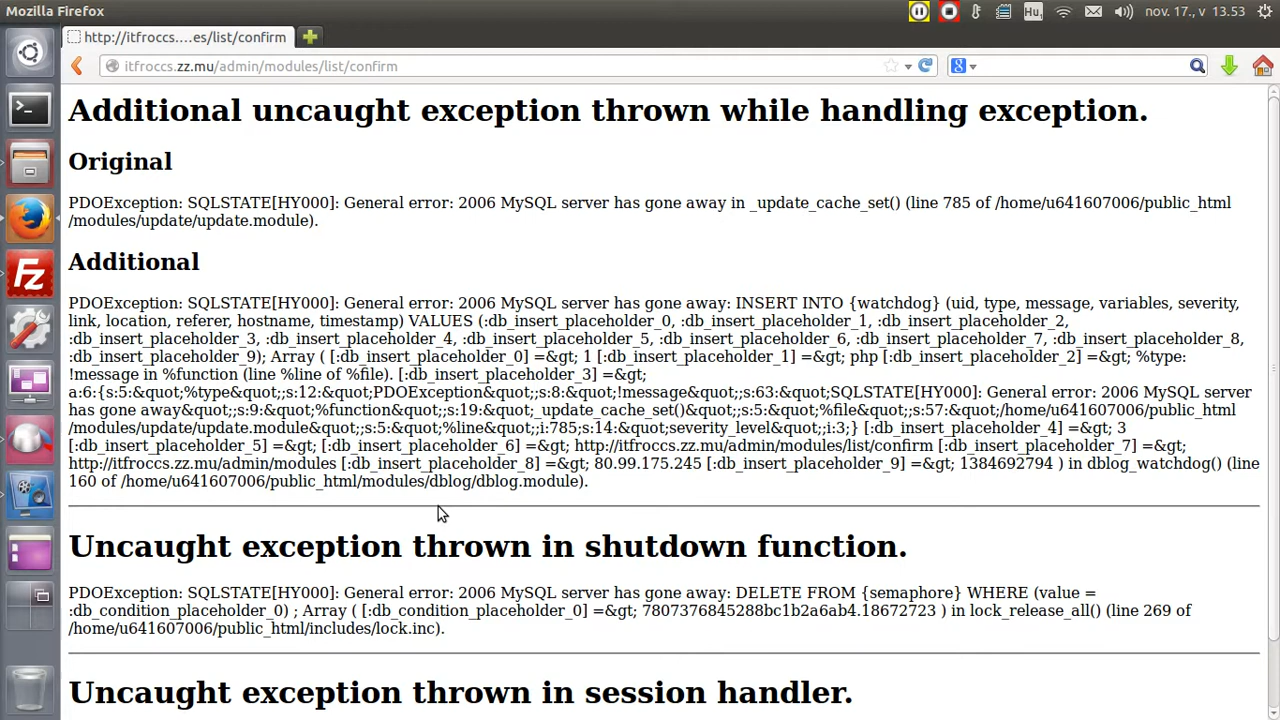 Mozilla Firefox
Hu,
nov. 17., v 13.53
http://itfroccs....es/list/confirm
itfroccs.zz.mu/admin/modules/list/confirm
Additional uncaught exception thrown while handling exception.
Original
PDOException: SQLSTATE[HY000]: General error: 2006 MySQL server has gone away in _update_cache_set() (line 785 of /home/u641607006/public_html
/modules/update/update.module).
Additional
PDOException: SQLSTATE[HY000]: General error: 2006 MySQL server has gone away: INSERT INTO {watchdog} (uid, type, message, variables, severity,
link, location, referer, hostname, timestamp) VALUES (:db_insert_placeholder_0, :db_insert_placeholder_1, :db_insert_placeholder_2,
:db_insert_placeholder_3, :db_insert_placeholder_4, :db_insert_placeholder_5, :db_insert_placeholder_6, :db_insert_placeholder_7, :db_insert_placeholder_8,
:db_insert_placeholder_9); Array ( [:db_insert_placeholder_0] =&gt; 1 [:db_insert_placeholder_1] =&gt; php [:db_insert_placeholder_2] =&gt; %type:
!message in %function (line %line of %file). [:db_insert_placeholder_3] =&gt;
a:6:{s:5:&quot;%type&quot;;s:12:&quot;PDOException&quot;;s:8:&quot;!message&quot;;s:63:&quot;SQLSTATE[HY000]: General error: 2006 MySQL server
has gone away&quot;;s:9:&quot;%function&quot;;s:19:&quot;_update_cache_set()&quot;;s:5:&quot;%file&quot;;s:57:&quot;/home/u641607006/public_html
/modules/update/update.module&quot;;s:5:&quot;%line&quot;;i:785;s:14:&quot;severity_level&quot;;i:3;} [:db_insert_placeholder_4] =&gt; 3
[:db_insert_placeholder_5] =&gt; [:db_insert_placeholder_6] =&gt; http://itfroccs.zz.mu/admin/modules/list/confirm [:db_insert_placeholder_7] =&gt;
http://itfroccs.zz.mu/admin/modules [:db_insert_placeholder_8] =&gt; 80.99.175.245 [:db_insert_placeholder_9] =&gt; 1384692794 ) in dblog_watchdog() (line
160 of /home/u641607006/public_html/modules/dblog/dblog.module).
Uncaught exception thrown in shutdown function.
PDOException: SQLSTATE[HY000]: General error: 2006 MySQL server has gone away: DELETE FROM {semaphore} WHERE (value =
:db_condition_placeholder_0) ; Array ( [:db_condition_placeholder_0] =&gt; 7807376845288bc1b2a6ab4.18672723 ) in lock_release_all() (line 269 of
/home/u641607006/public_html/includes/lock.inc).
Uncaught exception thrown in session handler.